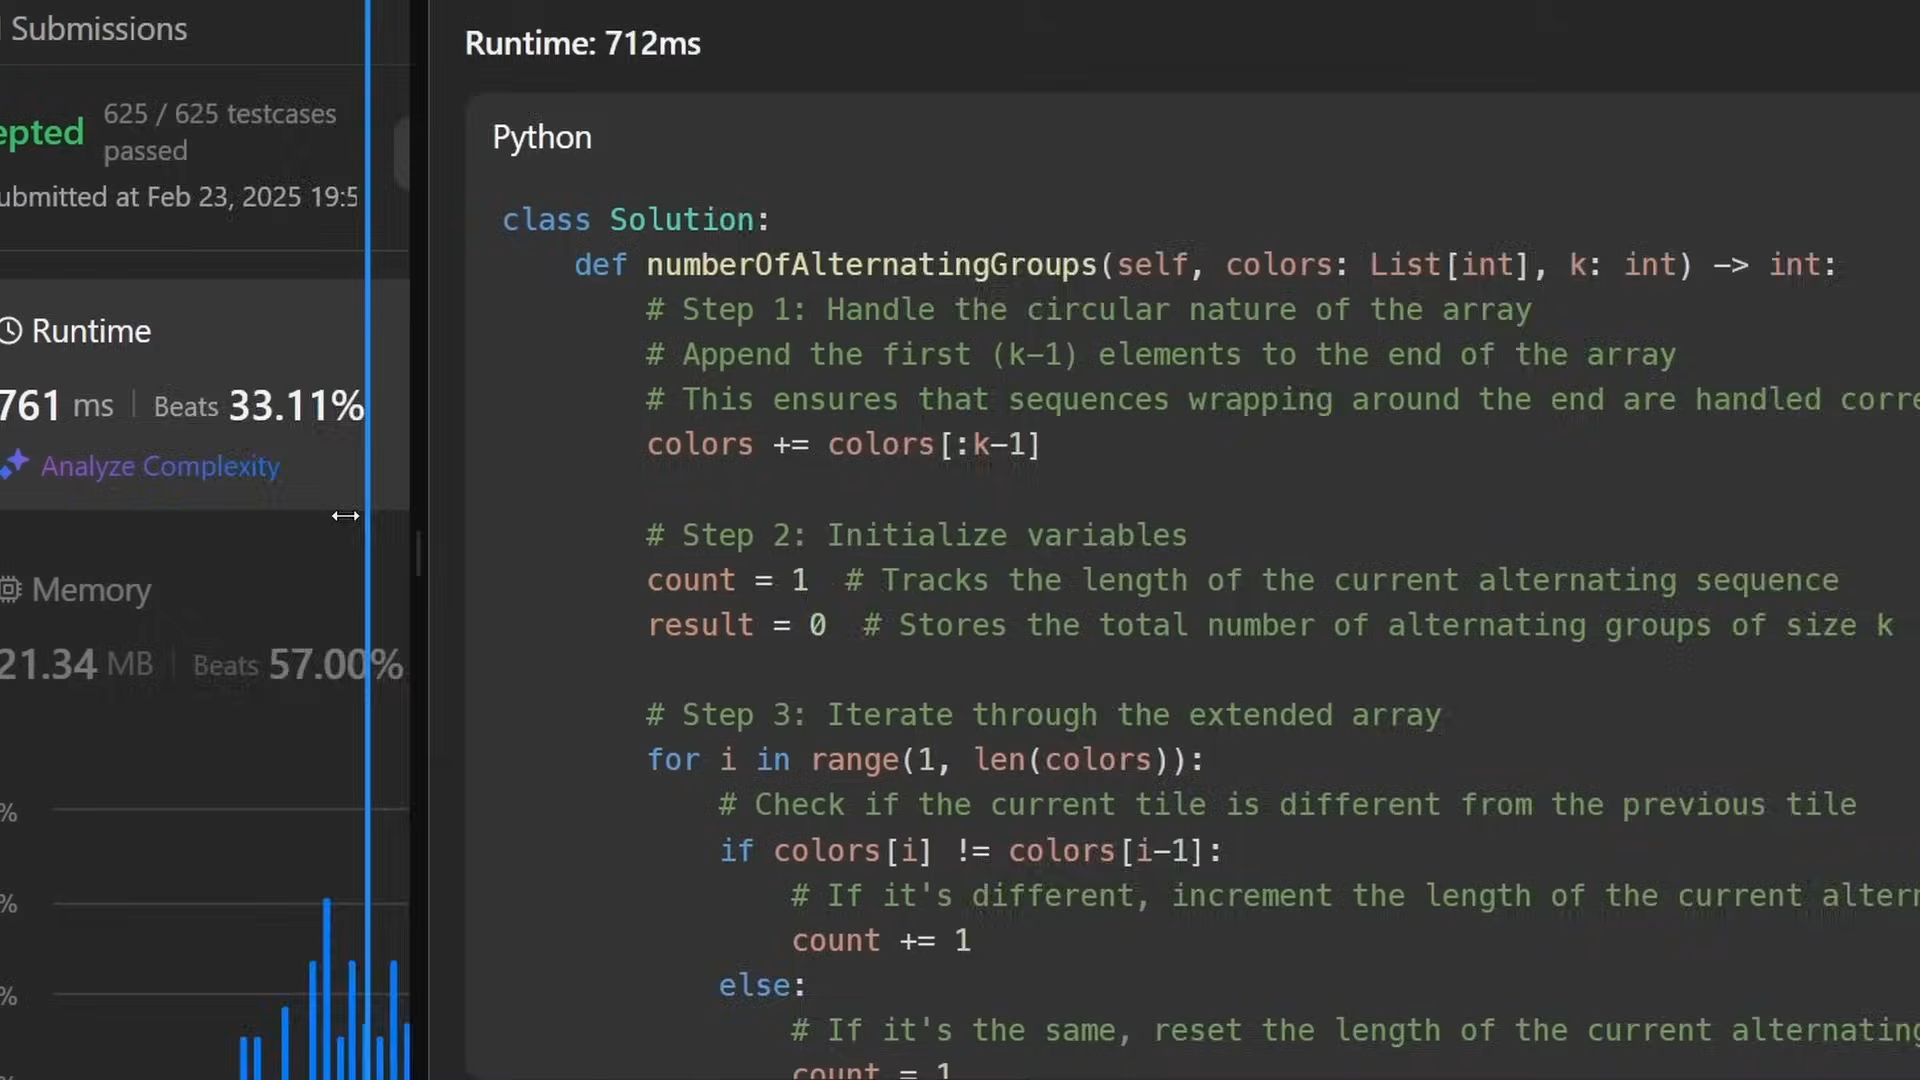 Submissions
epted
625 / 625 testcases
passed
ubmitted at Feb 23, 2025 19:5
Runtime
761 ms | Beats 33.11%
Analyze Complexity
Memory
21.34 MB | Beats 57.00%
%
%
%
Runtime: 712ms
Python
class Solution:
def numberOfAlternatingGroups(self, colors: List[int], k: int) -> int:
# Step 1: Handle the circular nature of the array
# Append the first (k-1) elements to the end of the array
# This ensures that sequences wrapping around the end are handled corre
colors += colors[:k-1]
# Step 2: Initialize variables
count = 1 # Tracks the length of the current alternating sequence
result = 0 # Stores the total number of alternating groups of size k
# Step 3: Iterate through the extended array
for i in range(1, len(colors)):
# Check if the current tile is different from the previous tile
if colors[i] != colors[i-1]:
# If it's different, increment the length of the current altern
count += 1
else:
# If it's the same, reset the length of the current alternating
count = 1